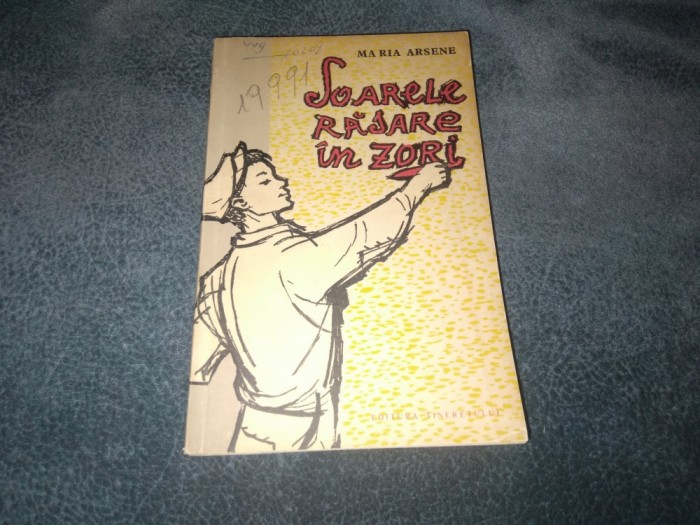 MARIA ARSENE
19991
SOARELE
RĂSARE
în ZORI
EDITURA TINERETULUI